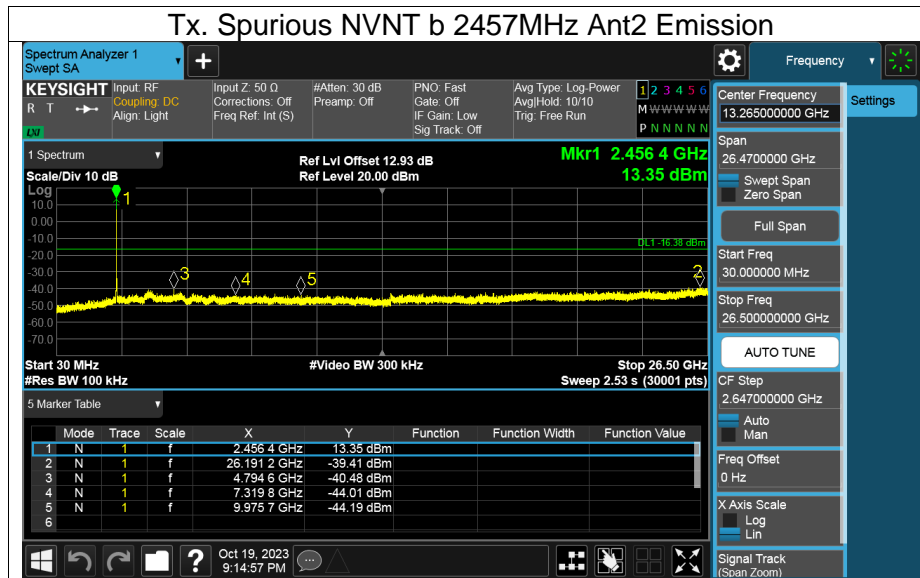 Tx. Spurious NVNT b 2457MHz Ant2 Emission
Spectrum Analyzer 1
Swept SA
+
Frequency
KEYSIGHT
R T
LXI
Input: RF
Coupling: DC
Align: Light
Input Z: 50 Ω
Corrections: Off
Freq Ref: Int (S)
#Atten: 30 dB
Preamp: Off
PNO: Fast
Gate: Off
IF Gain: Low
Sig Track: Off
Avg Type: Log-Power
Avg|Hold: 10/10
Trig: Free Run
1 2 3 4 5 6
M W W W W W
P N N N N N
1 Spectrum
Scale/Div 10 dB
Ref Lvl Offset 12.93 dB
Ref Level 20.00 dBm
Mkr1 2.456 4 GHz
13.35 dBm
Log
10.0
0.00
-10.0
-20.0
-30.0
-40.0
-50.0
-60.0
-70.0
1
3
4
5
2
DL1 -16.38 dBm
Start 30 MHz
#Res BW 100 kHz
#Video BW 300 kHz
Stop 26.50 GHz
Sweep 2.53 s (30001 pts)
5 Marker Table
Mode Trace Scale X Y Function Function Width Function Value
1 N 1 f 2.456 4 GHz 13.35 dBm
2 N 1 f 26.191 2 GHz -39.41 dBm
3 N 1 f 4.794 6 GHz -40.48 dBm
4 N 1 f 7.319 8 GHz -44.01 dBm
5 N 1 f 9.975 7 GHz -44.19 dBm
6
?
Oct 19, 2023
9:14:57 PM
Center Frequency
13.265000000 GHz
Settings
Span
26.4700000 GHz
Swept Span
Zero Span
Full Span
Start Freq
30.000000 MHz
Stop Freq
26.500000000 GHz
AUTO TUNE
CF Step
2.647000000 GHz
Auto
Man
Freq Offset
0 Hz
X Axis Scale
Log
Lin
Signal Track
(Span Zoom)